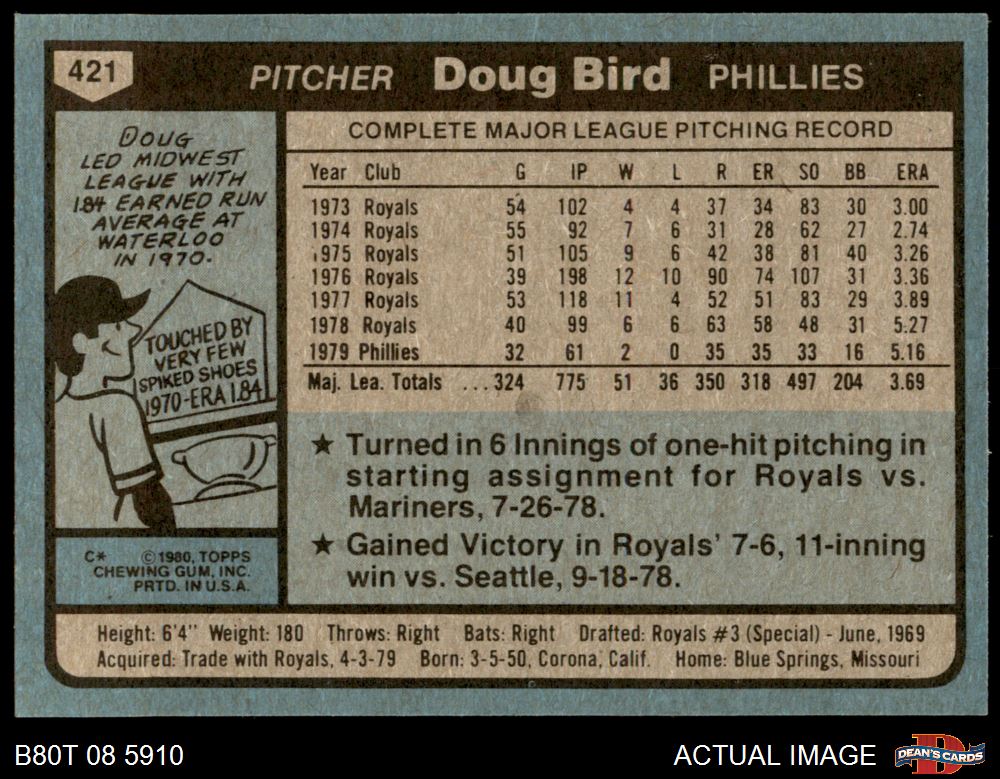 421 PITCHER Doug Bird PHILLIES
DOUG
LED MIDWEST
LEAGUE WITH
1.84 EARNED RUN
AVERAGE AT
WATERLOO
IN 1970.
TOUCHED BY
VERY FEW
SPIKED SHOES
1970-ERA 1.84
C* ©1980, TOPPS
CHEWING GUM, INC.
PRTD. IN U.S.A.
COMPLETE MAJOR LEAGUE PITCHING RECORD
Year Club G IP W L R ER SO BB ERA
1973 Royals 54 102 4 4 37 34 83 30 3.00
1974 Royals 55 92 7 6 31 28 62 27 2.74
1975 Royals 51 105 9 6 42 38 81 40 3.26
1976 Royals 39 198 12 10 90 74 107 31 3.36
1977 Royals 53 118 11 4 52 51 83 29 3.89
1978 Royals 40 99 6 6 63 58 48 31 5.27
1979 Phillies 32 61 2 0 35 35 33 16 5.16
Maj. Lea. Totals ...324 775 51 36 350 318 497 204 3.69
★ Turned in 6 Innings of one-hit pitching in
starting assignment for Royals vs.
Mariners, 7-26-78.
★ Gained Victory in Royals' 7-6, 11-inning
win vs. Seattle, 9-18-78.
Height: 6'4" Weight: 180 Throws: Right Bats: Right Drafted: Royals #3 (Special) - June, 1969
Acquired: Trade with Royals, 4-3-79 Born: 3-5-50, Corona, Calif. Home: Blue Springs, Missouri
B80T 08 5910 ACTUAL IMAGE DEAN'S CARDS